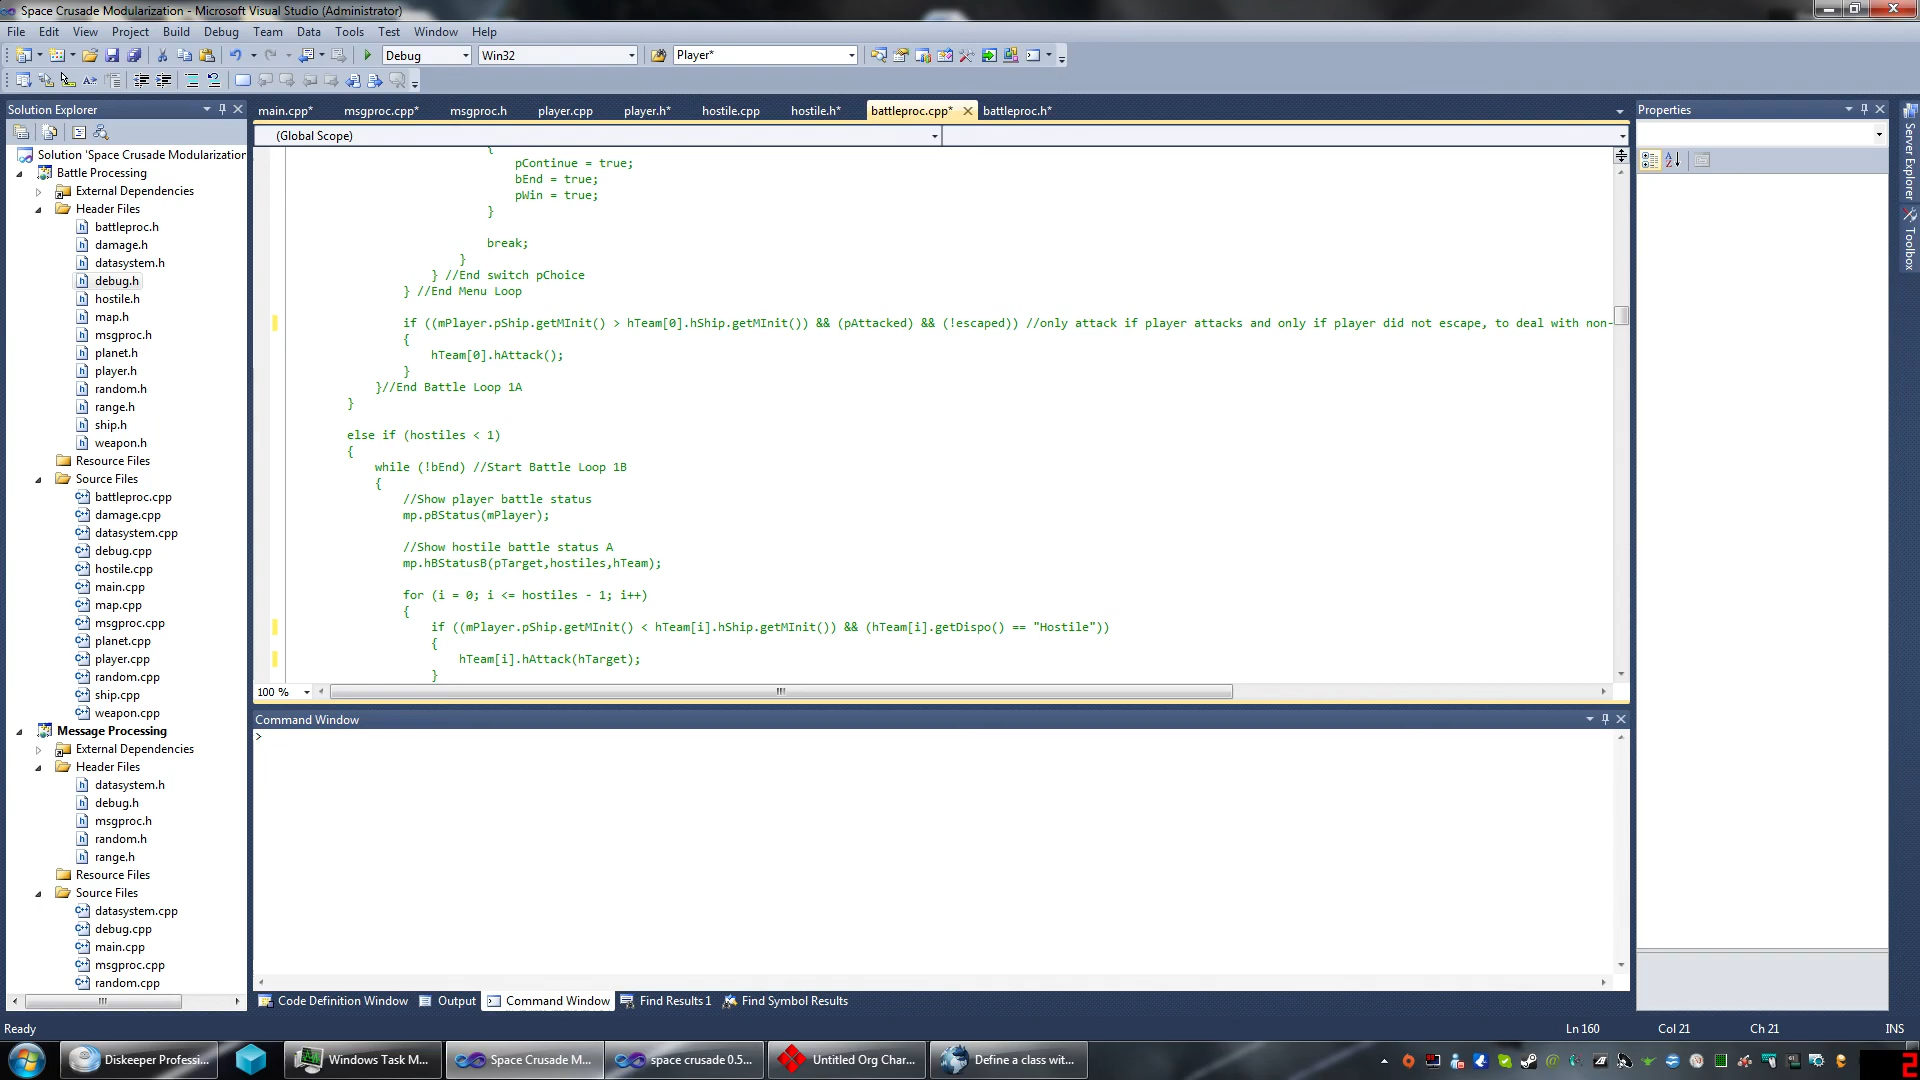 Space Crusade Modularization - Microsoft Visual Studio (Administrator)
File Edit View Project Build Debug Team Data Tools Test Window Help
Debug Win32 Player*
Solution Explorer
main.cpp* msgproc.cpp* msgproc.h player.cpp player.h* hostile.cpp hostile.h* battleproc.cpp* battleproc.h*
Properties
(Global Scope)
Server Explorer
Toolbox
Solution 'Space Crusade Modularization
Battle Processing
External Dependencies
Header Files
battleproc.h
damage.h
datasystem.h
debug.h
hostile.h
map.h
msgproc.h
planet.h
player.h
random.h
range.h
ship.h
weapon.h
Resource Files
Source Files
battleproc.cpp
damage.cpp
datasystem.cpp
debug.cpp
hostile.cpp
main.cpp
map.cpp
msgproc.cpp
planet.cpp
player.cpp
random.cpp
ship.cpp
weapon.cpp
Message Processing
External Dependencies
Header Files
datasystem.h
debug.h
msgproc.h
random.h
range.h
Resource Files
Source Files
datasystem.cpp
debug.cpp
main.cpp
msgproc.cpp
random.cpp
{
pContinue = true;
bEnd = true;
pWin = true;
}
break;
}
} //End switch pChoice
} //End Menu Loop
if ((mPlayer.pShip.getMInit() > hTeam[0].hShip.getMInit()) && (pAttacked) && (!escaped)) //only attack if player attacks and only if player did not escape, to deal with non-
{
hTeam[0].hAttack();
}
}//End Battle Loop 1A
}
else if (hostiles < 1)
{
while (!bEnd) //Start Battle Loop 1B
{
//Show player battle status
mp.pBStatus(mPlayer);
//Show hostile battle status A
mp.hBStatusB(pTarget,hostiles,hTeam);
for (i = 0; i <= hostiles - 1; i++)
{
if ((mPlayer.pShip.getMInit() < hTeam[i].hShip.getMInit()) && (hTeam[i].getDispo() == "Hostile"))
{
hTeam[i].hAttack(hTarget);
}
100 %
Command Window
>
Code Definition Window Output Command Window Find Results 1 Find Symbol Results
Ready Ln 160 Col 21 Ch 21 INS
Diskeeper Professi... Windows Task M... Space Crusade M... space crusade 0.5... Untitled Org Char... Define a class wit...